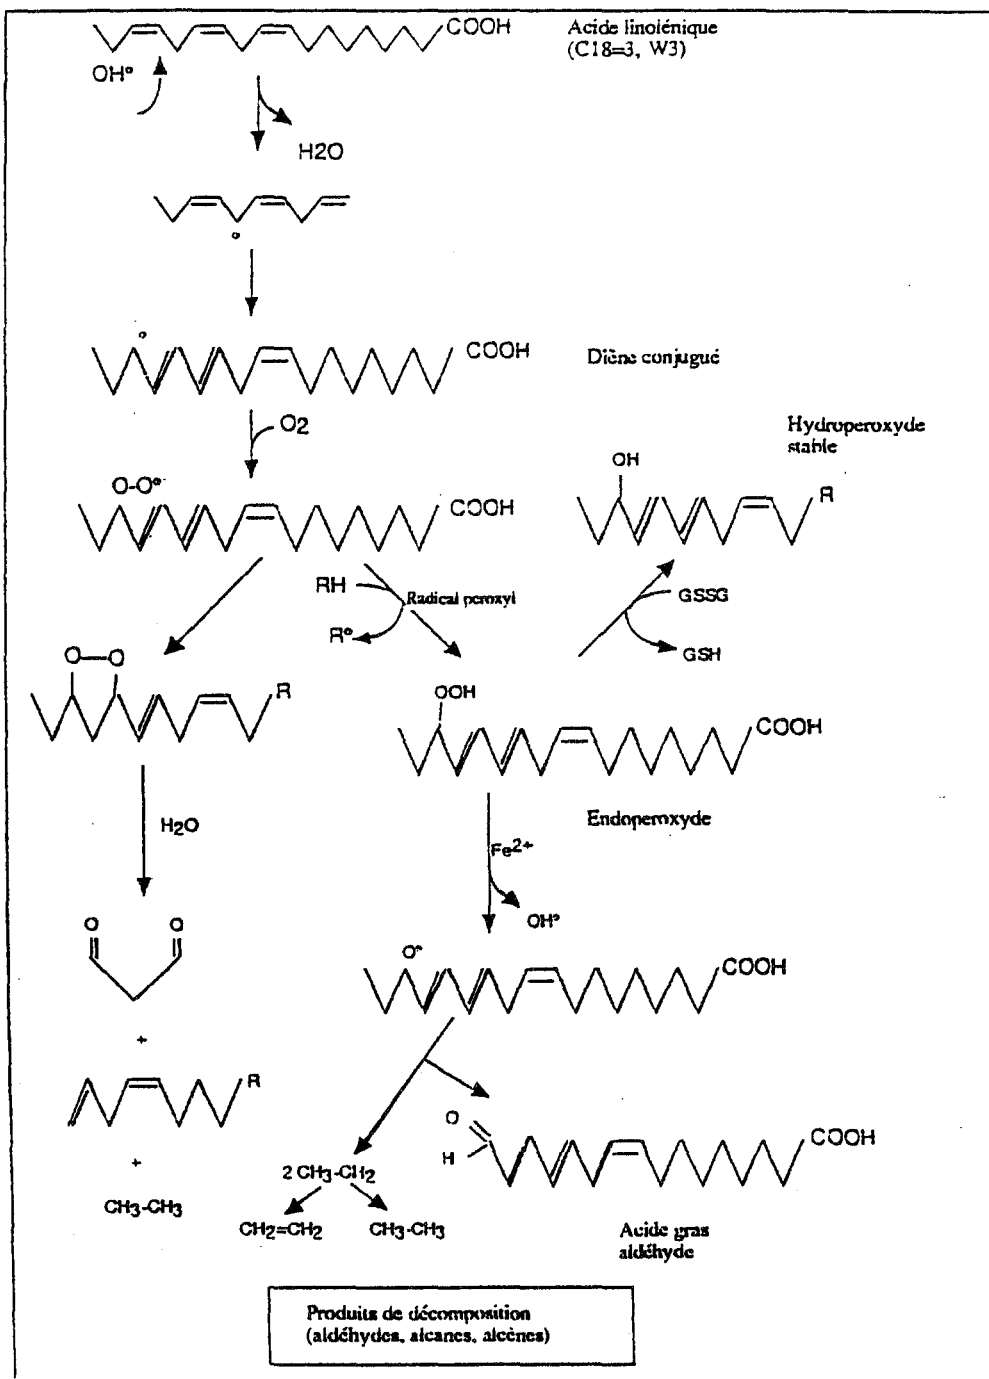 COOH
Acide linolénique
(C18=3, W3)
OH°
H2O
°
°
COOH
Diène conjugué
O2
Hydroperoxyde
stable
OH
O-O°
COOH
R
RH
Radical peroxyl
GSSG
R°
GSH
O—O
R
OOH
COOH
H2O
Endoperoxyde
Fe2+
OH°
O
O
O°
COOH
+
R
O
H
COOH
+
2 CH3-CH2
CH3-CH3
CH2=CH2
CH3-CH3
Acide gras
aldéhyde
Produits de décomposition
(aldéhydes, alcanes, alcènes)